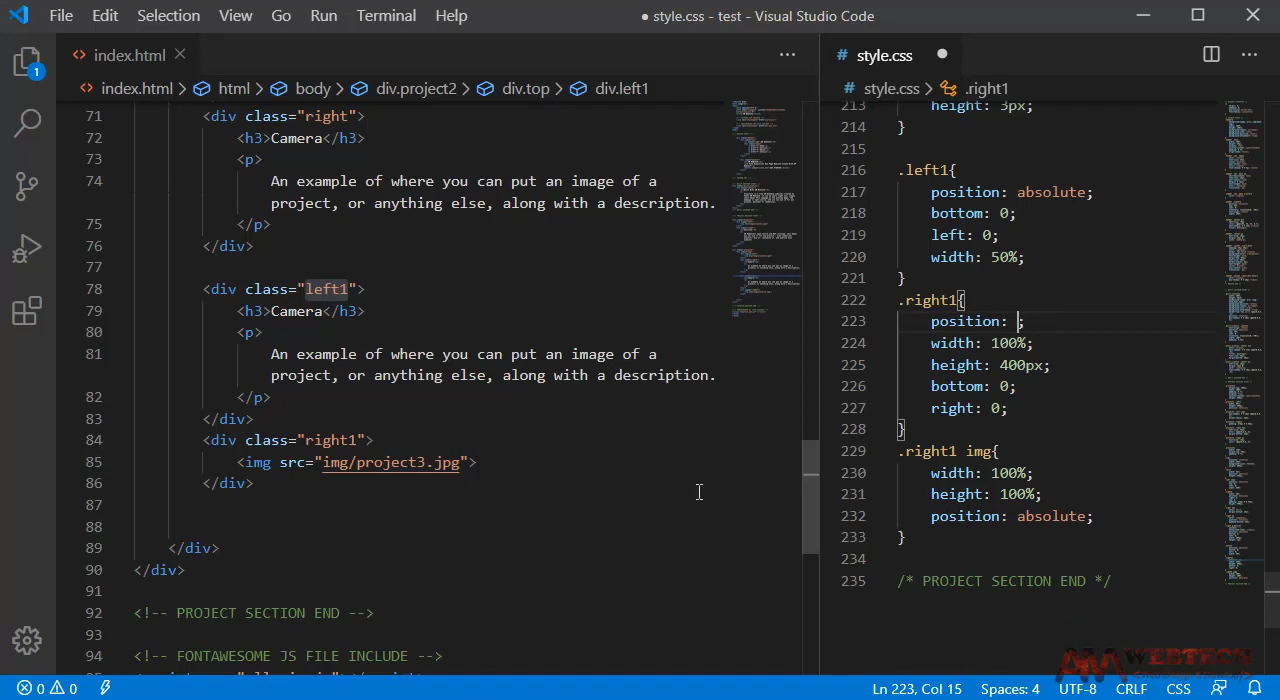 File Edit Selection View Go Run Terminal Help
● style.css - test - Visual Studio Code
index.html
index.html > html > body > div.project2 > div.top > div.left1
71 <div class="right">
72 <h3>Camera</h3>
73 <p>
74 An example of where you can put an image of a
project, or anything else, along with a description.
75 </p>
76 </div>
77
78 <div class="left1">
79 <h3>Camera</h3>
80 <p>
81 An example of where you can put an image of a
project, or anything else, along with a description.
82 </p>
83 </div>
84 <div class="right1">
85 <img src="img/project3.jpg">
86 </div>
87
88
89 </div>
90 </div>
91
92 <!-- PROJECT SECTION END -->
93
94 <!-- FONTAWESOME JS FILE INCLUDE -->
# style.css ●
# style.css > .right1
213 height: 3px;
214 }
215
216 .left1{
217 position: absolute;
218 bottom: 0;
219 left: 0;
220 width: 50%;
221 }
222 .right1{
223 position: ;
224 width: 100%;
225 height: 400px;
226 bottom: 0;
227 right: 0;
228 }
229 .right1 img{
230 width: 100%;
231 height: 100%;
232 position: absolute;
233 }
234
235 /* PROJECT SECTION END */
1
WEBTECH
0 0
Ln 223, Col 15 Spaces: 4 UTF-8 CRLF CSS